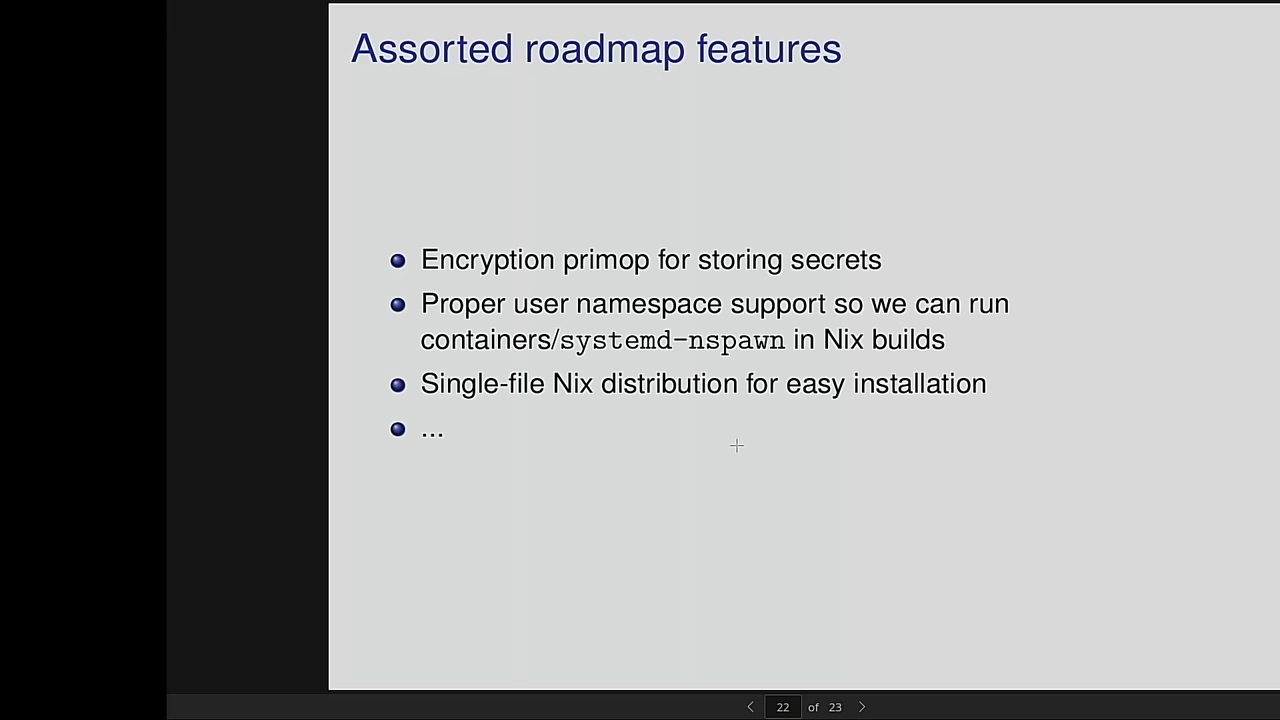 Assorted roadmap features
Encryption primop for storing secrets
Proper user namespace support so we can run
containers/systemd-nspawn in Nix builds
Single-file Nix distribution for easy installation
...
22 of 23